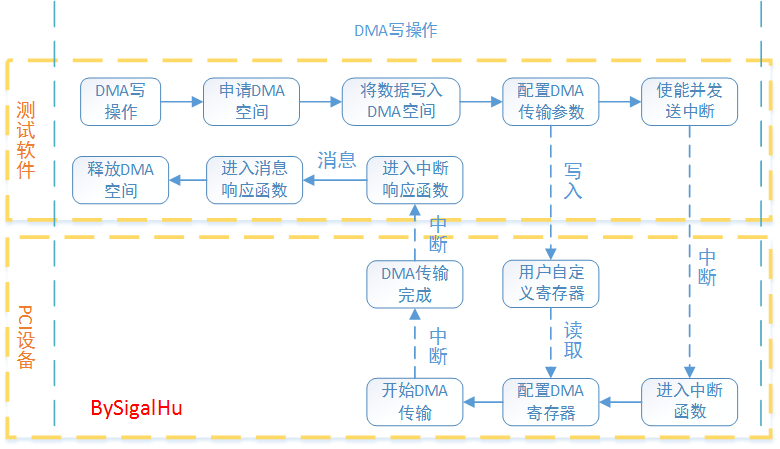 DMA写操作
测试软件
DMA写
操作
申请DMA
空间
将数据写入
DMA空间
配置DMA
传输参数
使能并发
送中断
释放DMA
空间
进入消息
响应函数
消息
进入中断
响应函数
写入
中断
中断
PCI设备
DMA传输
完成
用户自定
义寄存器
中断
读取
开始DMA
传输
配置DMA
寄存器
进入中断
函数
BySigalHu